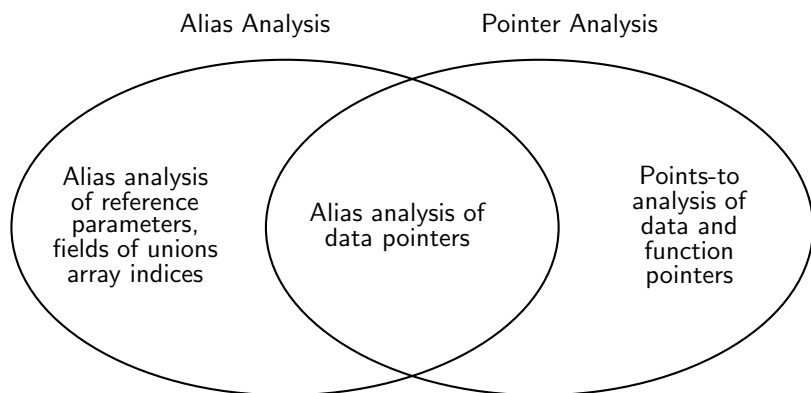 Alias Analysis
Pointer Analysis
Alias analysis
of reference
parameters,
fields of unions
array indices
Alias analysis of
data pointers
Points-to
analysis of
data and
function
pointers